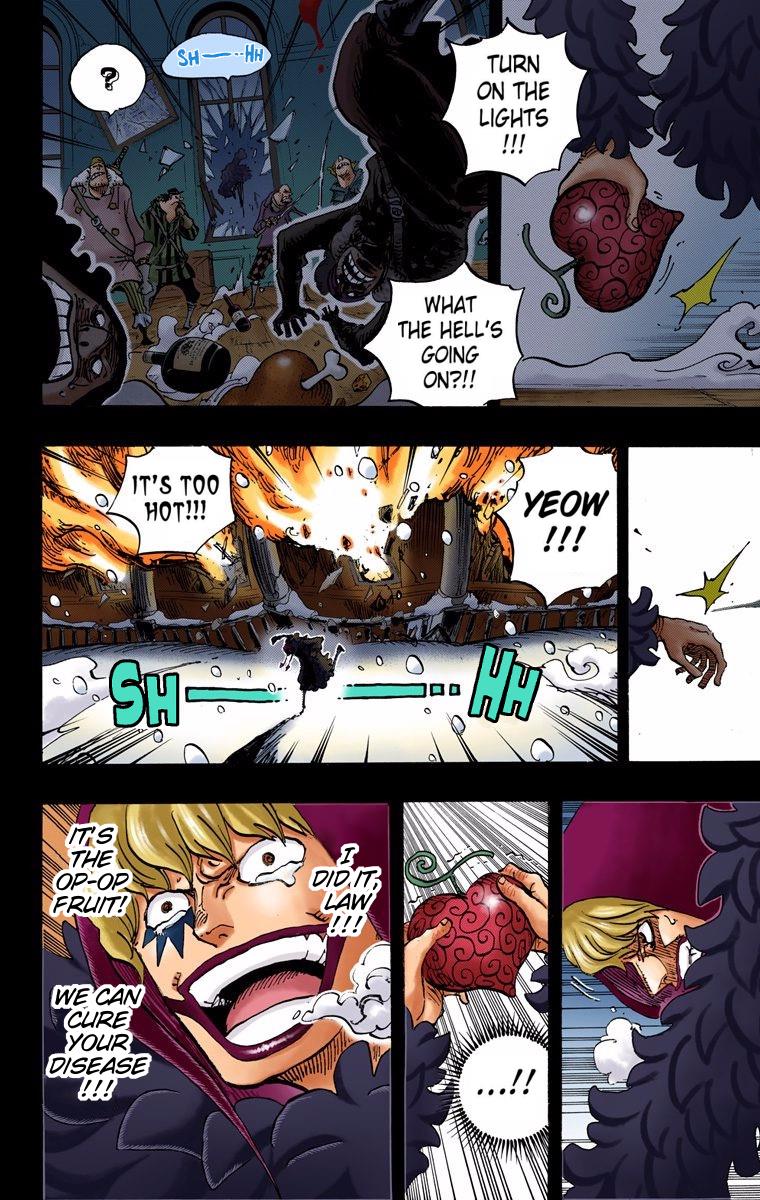 TURN
ON THE
LIGHTS
!!!
WHAT
THE HELL'S
GOING
ON?!!
SH—··HH
?
YEOW
!!!
IT'S TOO
HOT!!!
SH——··HH
...!!
I
DID IT,
LAW
!!!
IT'S
THE
OP-OP
FRUIT!
WE CAN
CURE
YOUR
DISEASE
!!!